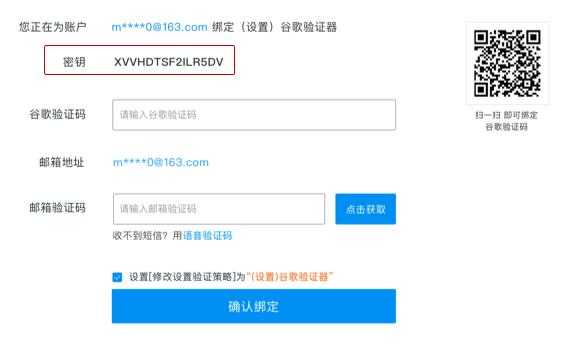 您正在为账户 m****0@163.com 绑定（设置）谷歌验证器
密钥 XVVHDTSF2ILR5DV
扫一扫 即可绑定
谷歌验证码
谷歌验证码 请输入谷歌验证码
邮箱地址 m****0@163.com
邮箱验证码 请输入邮箱验证码 点击获取
收不到短信？用语音验证码
设置[修改设置验证策略]为“(设置)谷歌验证器”
确认绑定